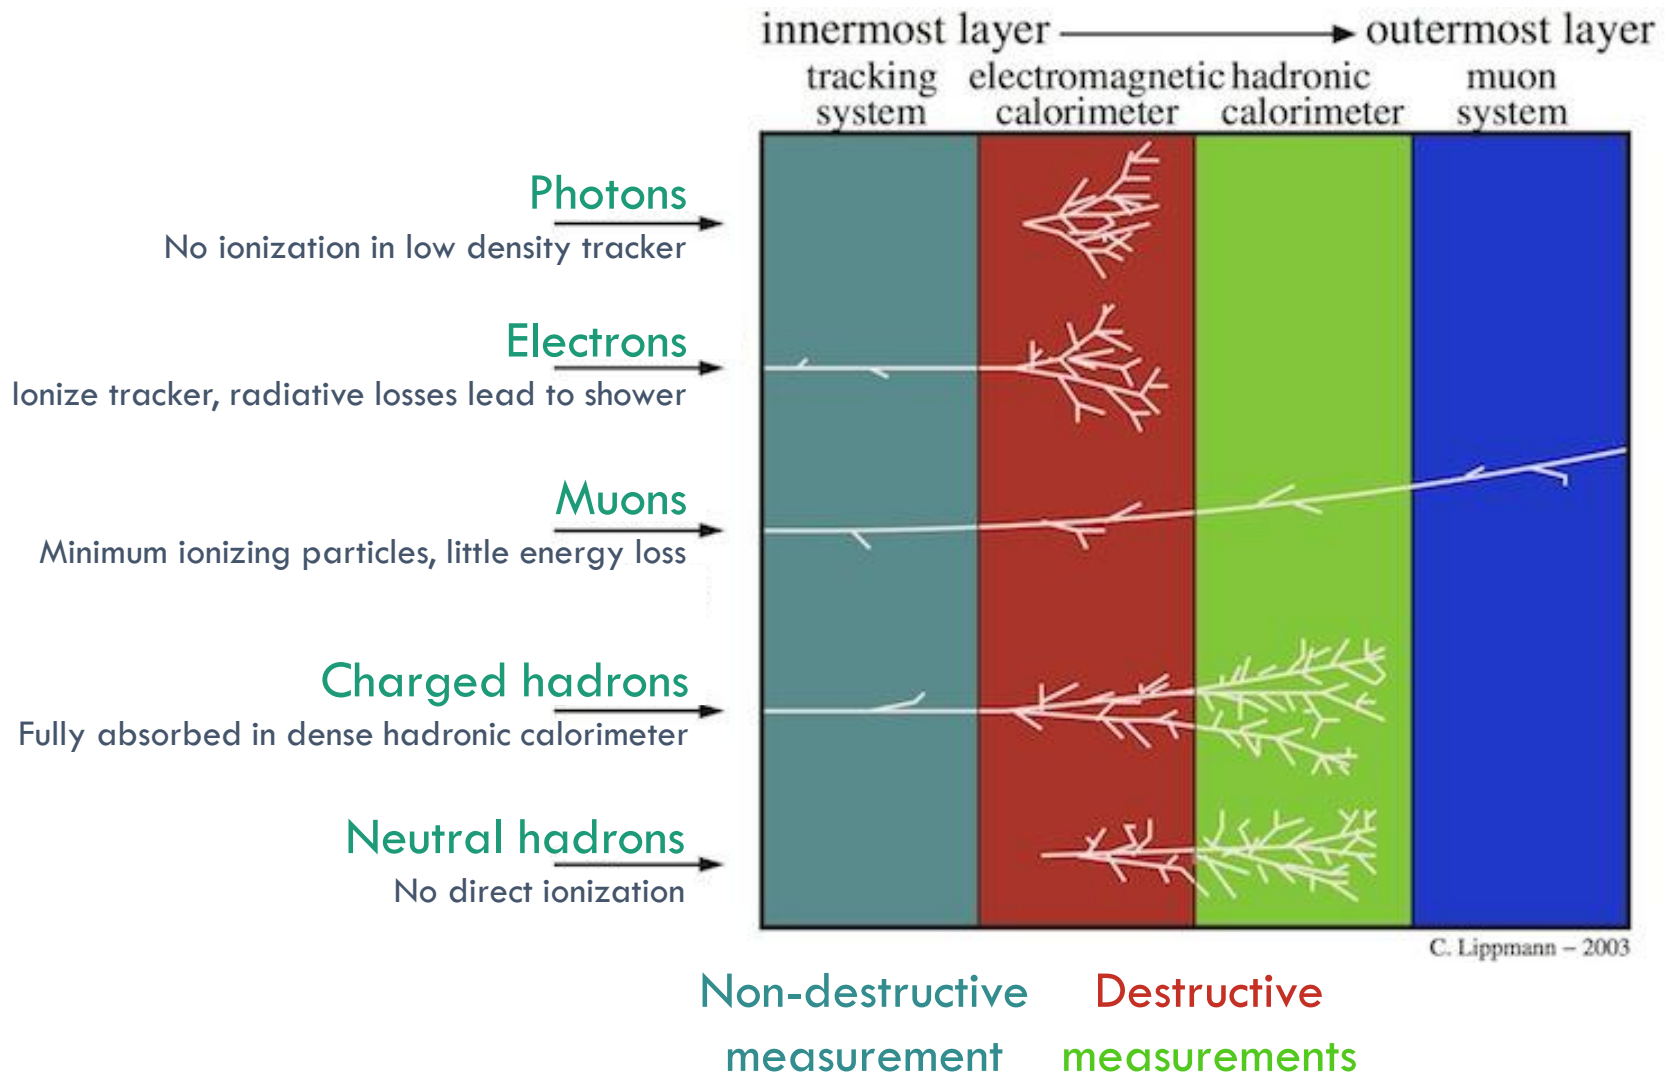 innermost layer outermost layer
tracking electromagnetic hadronic muon
system calorimeter calorimeter system
Photons
No ionization in low density tracker
Electrons
Ionize tracker, radiative losses lead to shower
Muons
Minimum ionizing particles, little energy loss
Charged hadrons
Fully absorbed in dense hadronic calorimeter
Neutral hadrons
No direct ionization
C. Lippmann – 2003
Non-destructive Destructive
measurement measurements